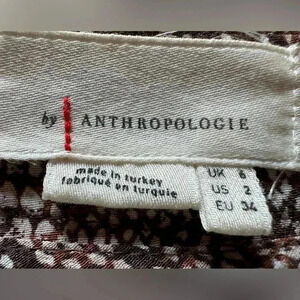 by ANTHROPOLOGIE
made in turkey
fabriqué en turquie
UK 6
US 2
EU 34